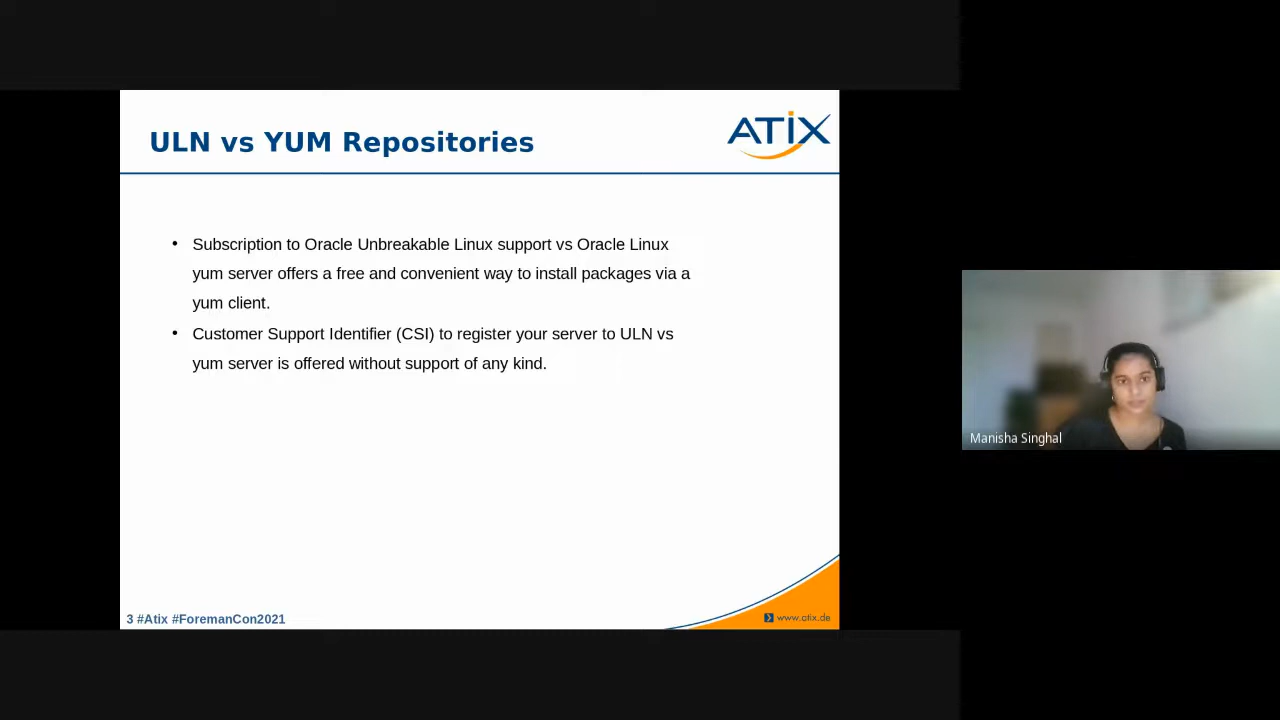 ULN vs YUM Repositories
ATIX
• Subscription to Oracle Unbreakable Linux support vs Oracle Linux
yum server offers a free and convenient way to install packages via a
yum client.
• Customer Support Identifier (CSI) to register your server to ULN vs
yum server is offered without support of any kind.
Manisha Singhal
3 #Atix #ForemanCon2021
www.atix.de